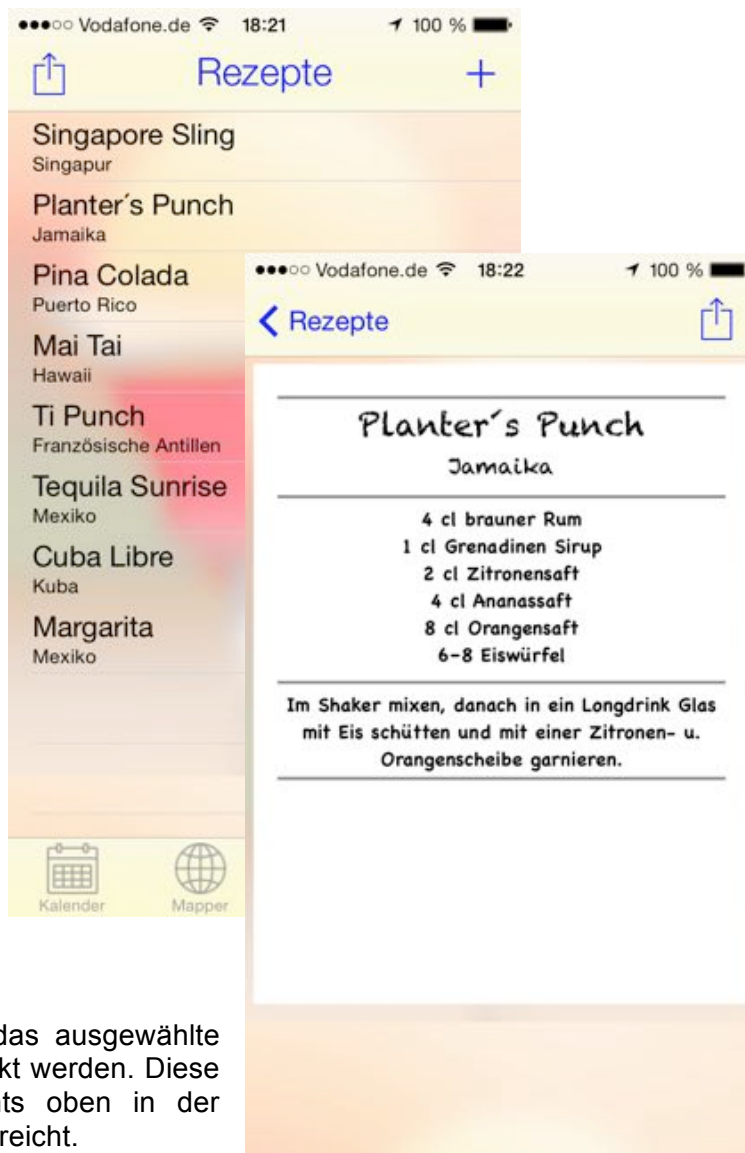 Vodafone.de 18:21 100 %
Rezepte +
Singapore Sling
Singapur
Planter´s Punch
Jamaika
Pina Colada
Puerto Rico
Mai Tai
Hawaii
Ti Punch
Französische Antillen
Tequila Sunrise
Mexiko
Cuba Libre
Kuba
Margarita
Mexiko
Kalender Mapper
Vodafone.de 18:22 100 %
Rezepte
Planter´s Punch
Jamaika
4 cl brauner Rum
1 cl Grenadinen Sirup
2 cl Zitronensaft
4 cl Ananassaft
8 cl Orangensaft
6-8 Eiswürfel
Im Shaker mixen, danach in ein Longdrink Glas
mit Eis schütten und mit einer Zitronen- u.
Orangenscheibe garnieren.
das ausgewählte
kt werden. Diese
ts oben in der
reicht.